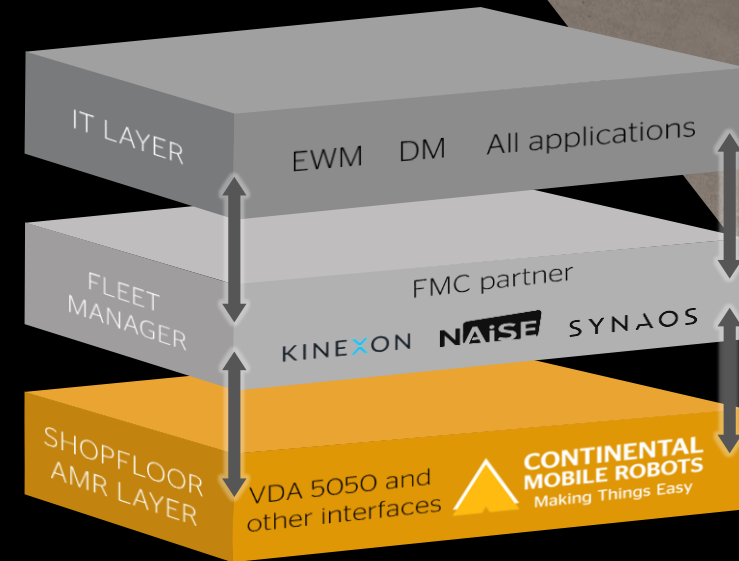 IT LAYER
EWM DM All applications
FLEET
MANAGER
FMC partner
KINEXON NAiSE SYNAOS
SHOPFLOOR
AMR LAYER
VDA 5050 and
other interfaces
CONTINENTAL
MOBILE ROBOTS
Making Things Easy